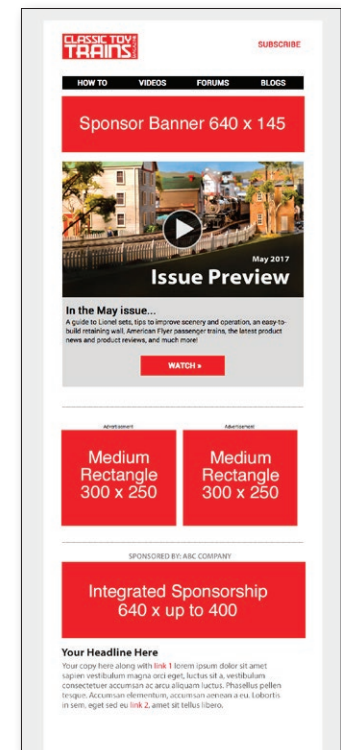 CLASSIC TOY
TRAINS
SUBSCRIBE
HOW TO VIDEOS FORUMS BLOGS
Sponsor Banner 640 x 145
May 2017
Issue Preview
In the May issue...
A guide to Lionel sets, tips to improve scenery and operation, an easy-to-
build retaining wall, American Flyer passenger trains, the latest product
news and product reviews, and much more!
WATCH »
Advertisement Advertisement
Medium
Rectangle
300 x 250
Medium
Rectangle
300 x 250
SPONSORED BY: ABC COMPANY
Integrated Sponsorship
640 x up to 400
Your Headline Here
Your copy here along with link 1 lorem ipsum dolor sit amet
sapien vestibulum magna orci eget, luctus sit a, vestibulum
consectetuer accumsan ac arcu aliquam luctus. Phasellus pellen
tesque. Accumsan elementum, accumsan aenean a eu. Lobortis
in sem, eget sed eu link 2, amet sit tellus libero.